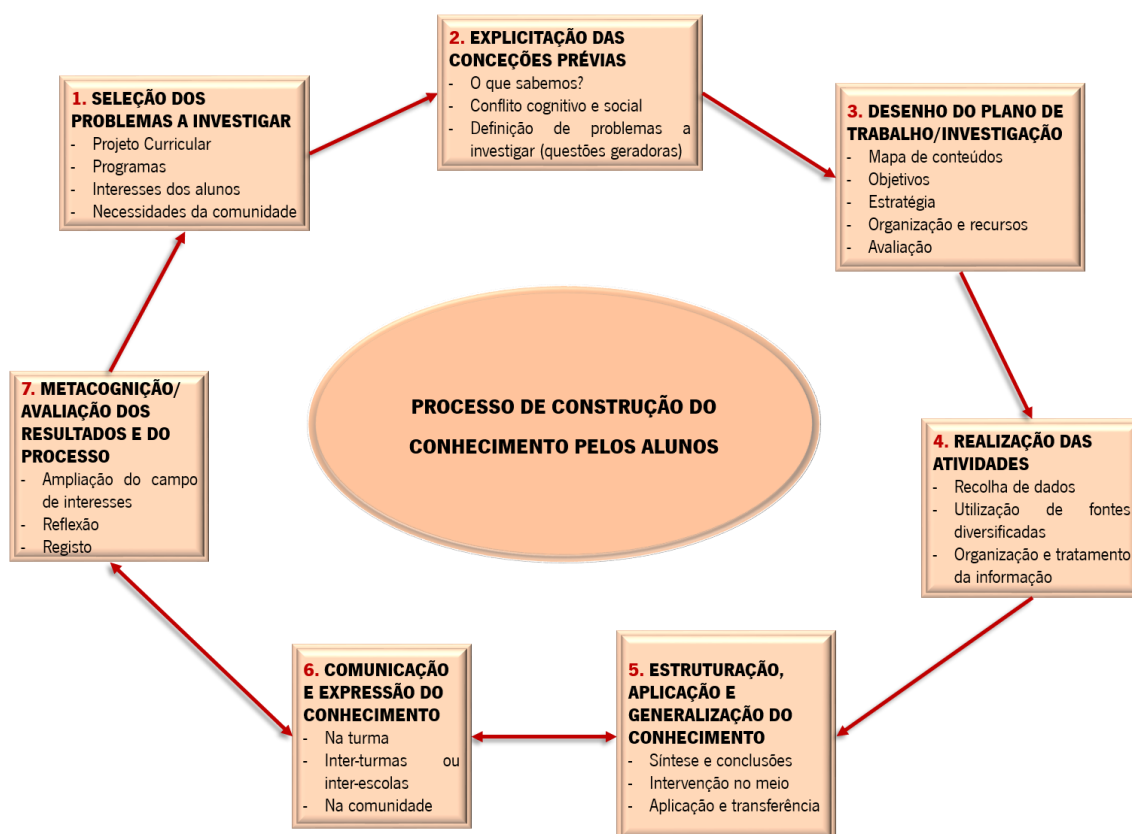 1. SELEÇÃO DOS
PROBLEMAS A INVESTIGAR
- Projeto Curricular
- Programas
- Interesses dos alunos
- Necessidades da comunidade
2. EXPLICITAÇÃO DAS
CONCEÇÕES PRÉVIAS
- O que sabemos?
- Conflito cognitivo e social
- Definição de problemas a
investigar (questões geradoras)
3. DESENHO DO PLANO DE
TRABALHO/INVESTIGAÇÃO
- Mapa de conteúdos
- Objetivos
- Estratégia
- Organização e recursos
- Avaliação
4. REALIZAÇÃO DAS
ATIVIDADES
- Recolha de dados
- Utilização de fontes
diversificadas
- Organização e tratamento
da informação
5. ESTRUTURAÇÃO,
APLICAÇÃO E
GENERALIZAÇÃO DO
CONHECIMENTO
- Síntese e conclusões
- Intervenção no meio
- Aplicação e transferência
6. COMUNICAÇÃO
E EXPRESSÃO DO
CONHECIMENTO
- Na turma
- Inter-turmas ou
inter-escolas
- Na comunidade
7. METACOGNIÇÃO/
AVALIAÇÃO DOS
RESULTADOS E DO
PROCESSO
- Ampliação do campo
de interesses
- Reflexão
- Registo
PROCESSO DE CONSTRUÇÃO DO
CONHECIMENTO PELOS ALUNOS